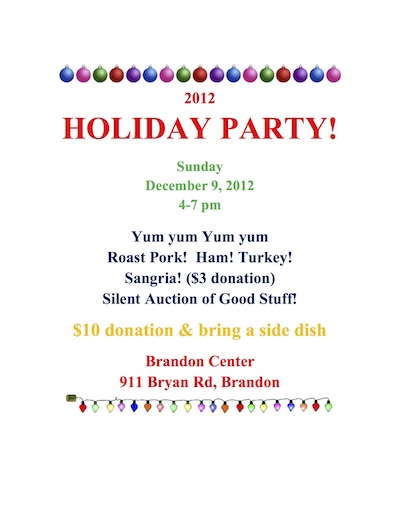 2012
HOLIDAY PARTY!
Sunday
December 9, 2012
4-7 pm
Yum yum Yum yum
Roast Pork!  Ham! Turkey!
Sangria! ($3 donation)
Silent Auction of Good Stuff!
$10 donation & bring a side dish
Brandon Center
911 Bryan Rd, Brandon